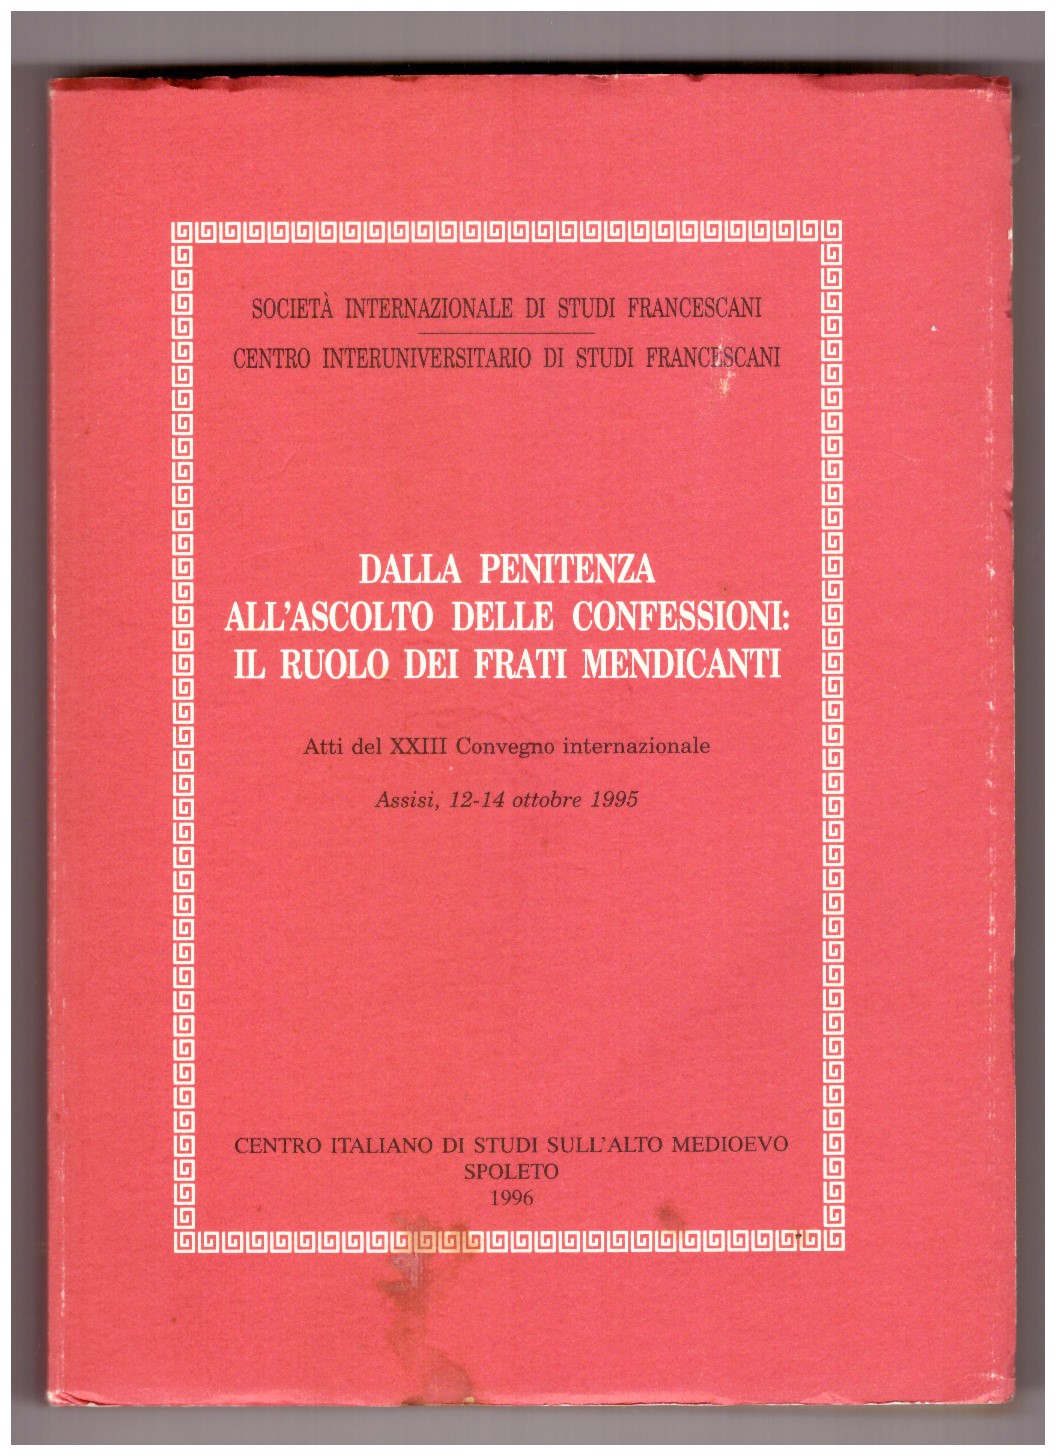 SOCIETÀ INTERNAZIONALE DI STUDI FRANCESCANI
CENTRO INTERUNIVERSITARIO DI STUDI FRANCESCANI
DALLA PENITENZA
ALL'ASCOLTO DELLE CONFESSIONI:
IL RUOLO DEI FRATI MENDICANTI
Atti del XXIII Convegno internazionale
Assisi, 12-14 ottobre 1995
CENTRO ITALIANO DI STUDI SULL'ALTO MEDIOEVO
SPOLETO
1996